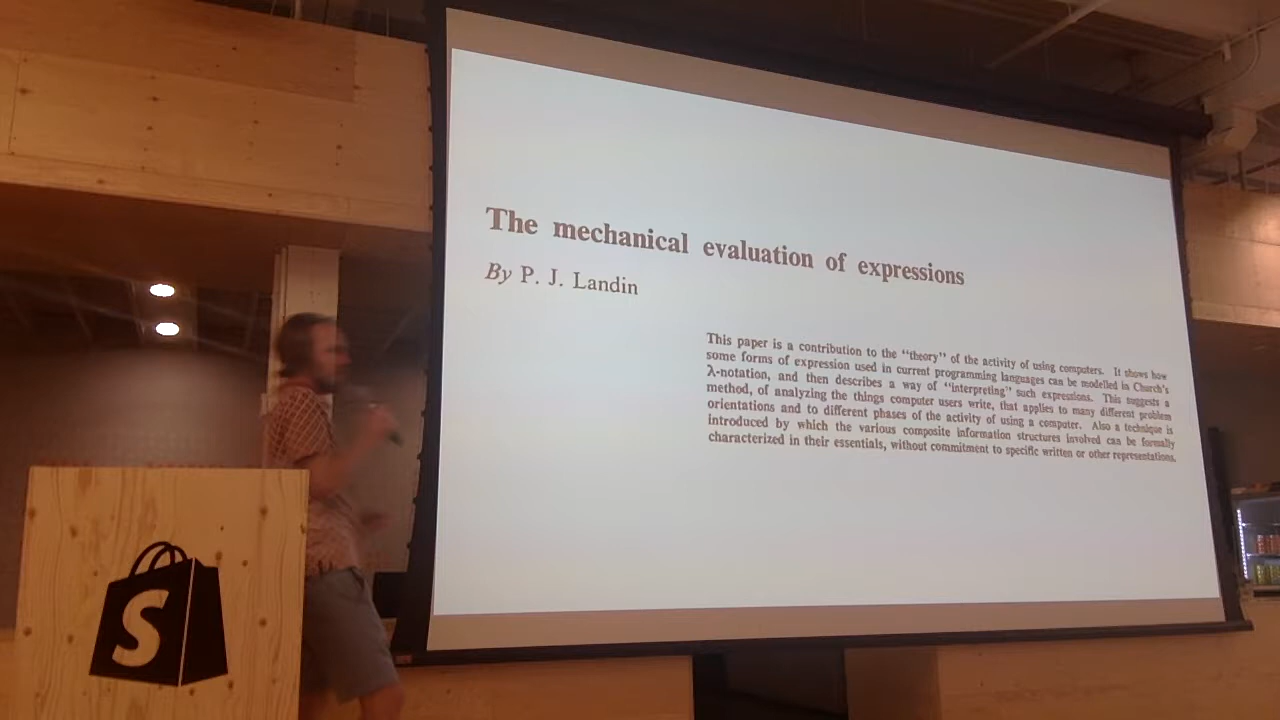 The mechanical evaluation of expressions
By P. J. Landin
This paper is a contribution to the "theory" of the activity of using computers. It shows how
some forms of expression used in current programming languages can be modelled in Church's
λ-notation, and then describes a way of "interpreting" such expressions. This suggests a
method, of analyzing the things computer users write, that applies to many different problem
orientations and to different phases of the activity of using a computer. Also a technique is
introduced by which the various composite information structures involved can be formally
characterized in their essentials, without commitment to specific written or other representations.
S